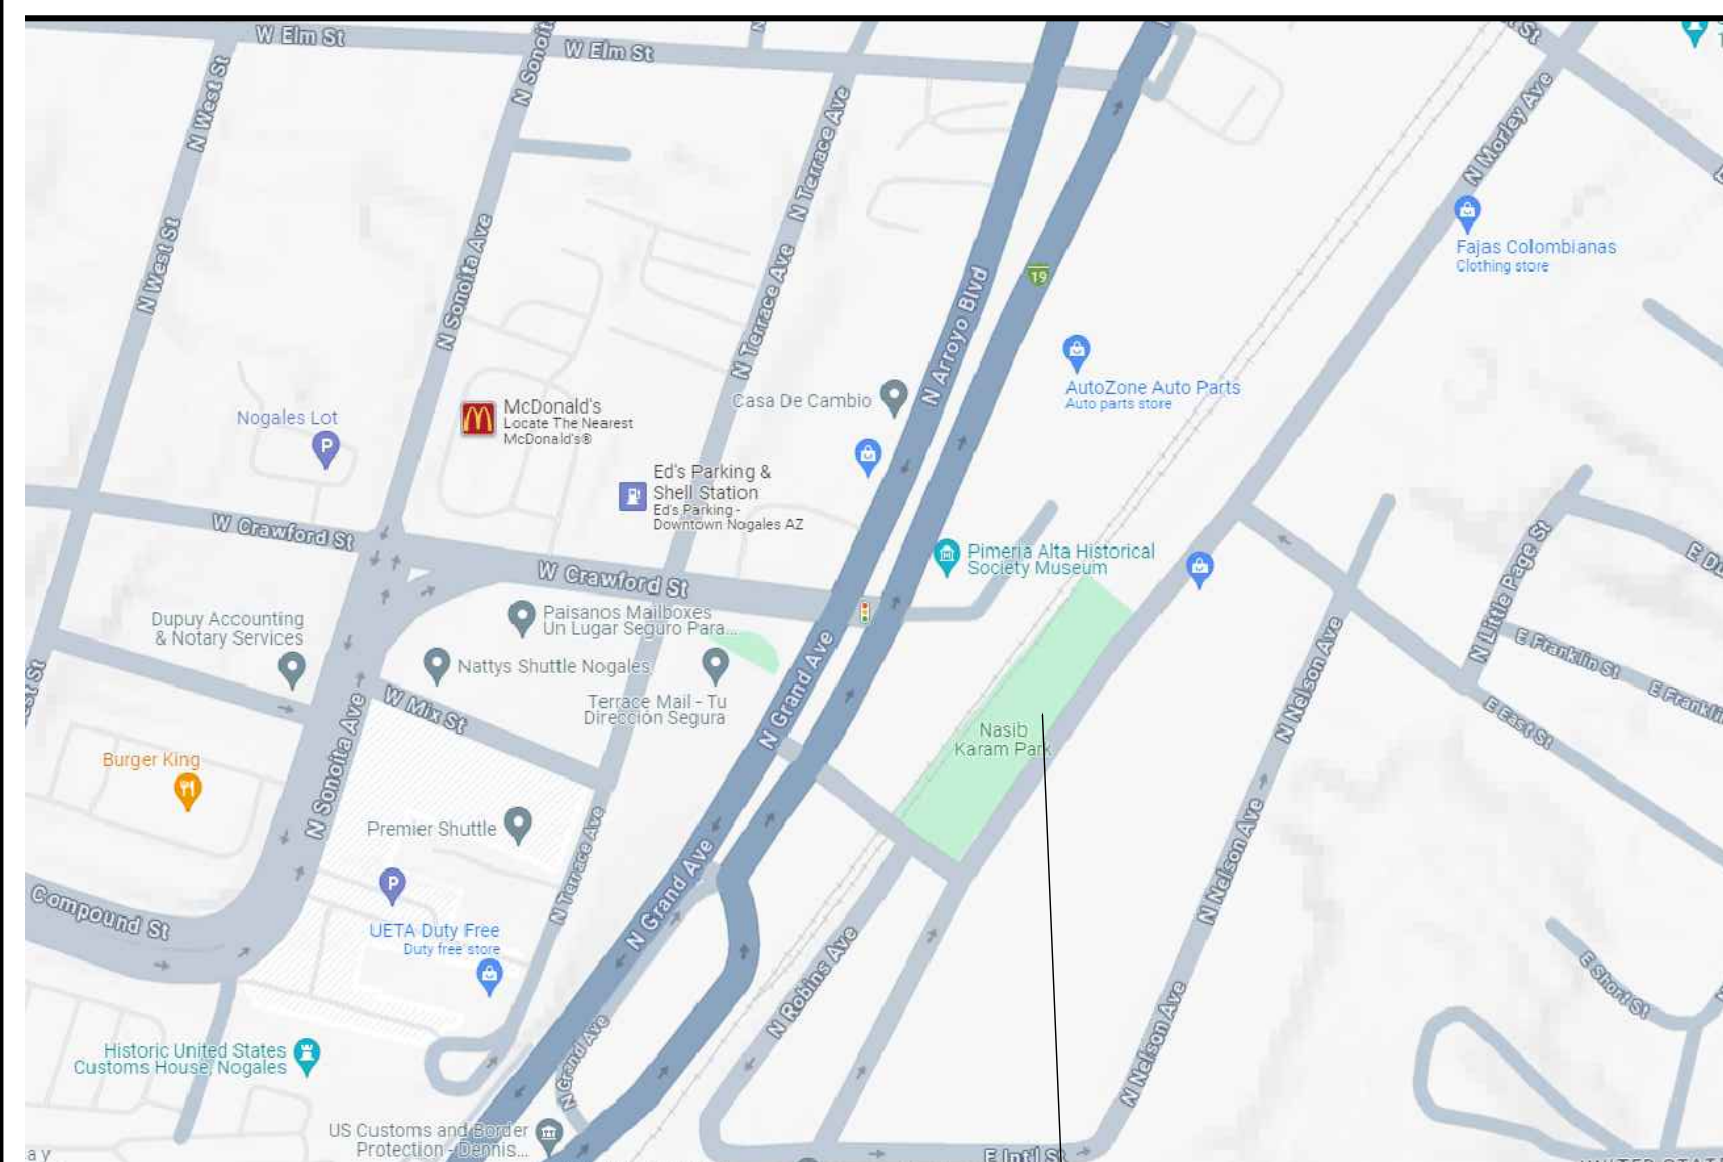 W Elm St
W Elm St
N Sonoit
N West St
N Sonoita Ave
N Terrace Ave
N Morley Ave
N West St
N Sonoita Ave
N Terrace Ave
N Arroyo Blvd
19
Fajas Colombianas
Clothing store
AutoZone Auto Parts
Auto parts store
Casa De Cambio
McDonald's
Locate The Nearest
McDonald's®
Nogales Lot
P
Ed's Parking &
Shell Station
Ed's Parking -
Downtown Nogales AZ
W Crawford St
W Crawford St
Pimeria Alta Historical
Society Museum
N Little Page St
E Franklin St
E Franklin
E East St
N Nelson Ave
Dupuy Accounting
& Notary Services
Paisanos Mailboxes
Un Lugar Seguro Para...
Nattys Shuttle Nogales
Terrace Mail - Tu
Dirección Segura
N Grand Ave
W Mix St
Nasib
Karam Park
Burger King
N Sonoita Ave
Premier Shuttle
N Terrace Ave
N Grand Ave
N Nelson Ave
P
UETA Duty Free
Duty free store
Compound St
N Robins Ave
E Short St
Historic United States
Customs House, Nogales
N Grand Ave
N Nelson Ave
US Customs and Border
Protection - Dennis...
E Int'l St